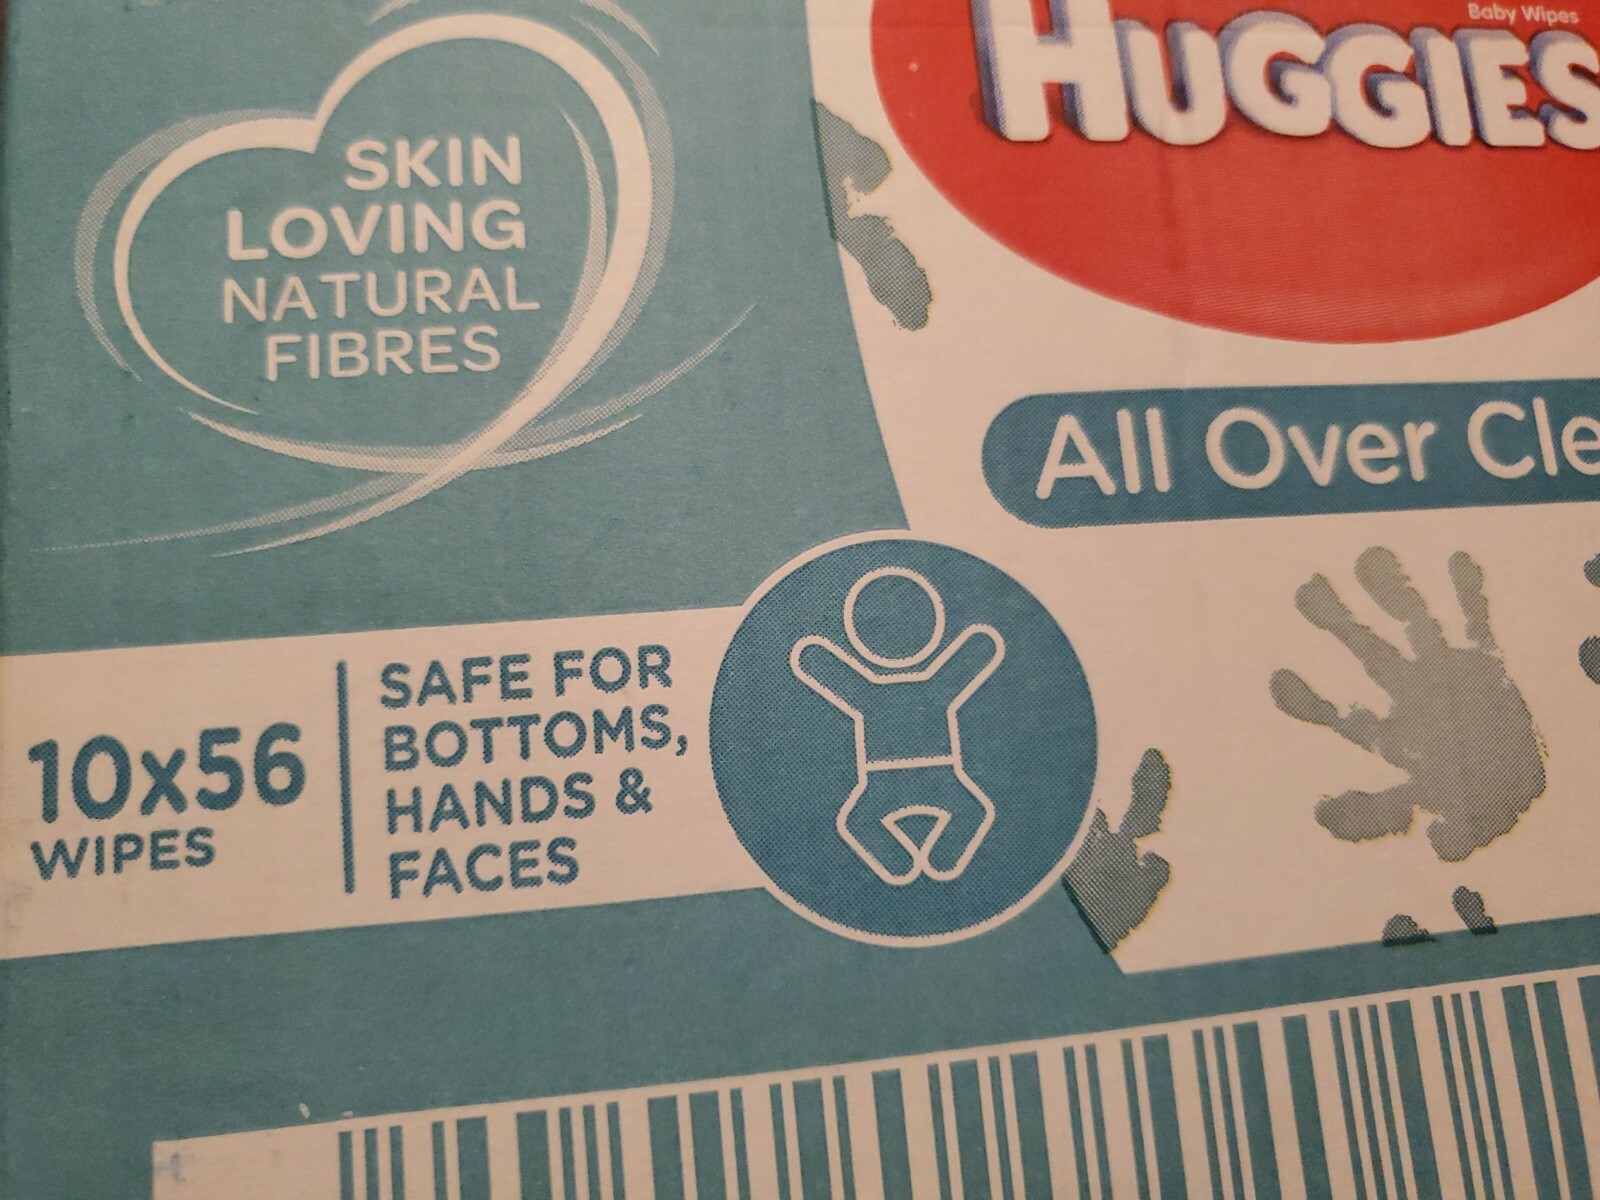 Baby Wipes
HUGGIES
SKIN
LOVING
NATURAL
FIBRES
All Over Cle
10x56
WIPES
SAFE FOR
BOTTOMS,
HANDS &
FACES